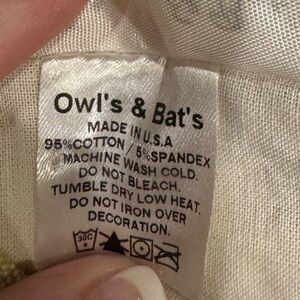 Owl's & Bat's
MADE IN U.S.A
95%COTTON / 5%SPANDEX
MACHINE WASH COLD.
DO NOT BLEACH.
TUMBLE DRY LOW HEAT.
DO NOT IRON OVER
DECORATION.
30C